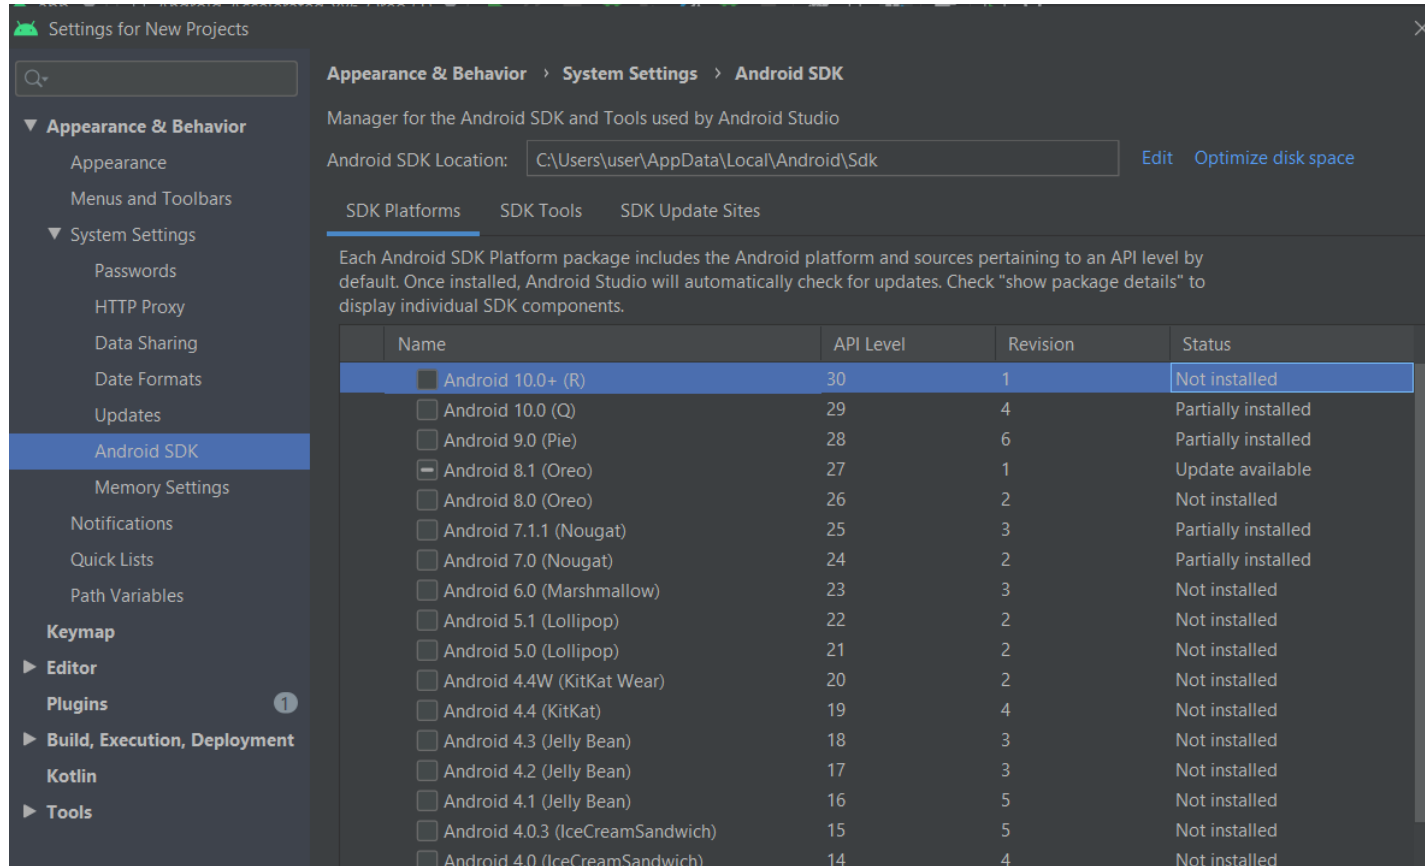 Settings for New Projects
Appearance & Behavior
Appearance
Menus and Toolbars
System Settings
Passwords
HTTP Proxy
Data Sharing
Date Formats
Updates
Android SDK
Memory Settings
Notifications
Quick Lists
Path Variables
Keymap
Editor
Plugins 1
Build, Execution, Deployment
Kotlin
Tools
Appearance & Behavior › System Settings › Android SDK
Manager for the Android SDK and Tools used by Android Studio
Android SDK Location: C:\Users\user\AppData\Local\Android\Sdk Edit Optimize disk space
SDK Platforms SDK Tools SDK Update Sites
Each Android SDK Platform package includes the Android platform and sources pertaining to an API level by
default. Once installed, Android Studio will automatically check for updates. Check "show package details" to
display individual SDK components.
Name API Level Revision Status
Android 10.0+ (R) 30 1 Not installed
Android 10.0 (Q) 29 4 Partially installed
Android 9.0 (Pie) 28 6 Partially installed
Android 8.1 (Oreo) 27 1 Update available
Android 8.0 (Oreo) 26 2 Not installed
Android 7.1.1 (Nougat) 25 3 Partially installed
Android 7.0 (Nougat) 24 2 Partially installed
Android 6.0 (Marshmallow) 23 3 Not installed
Android 5.1 (Lollipop) 22 2 Not installed
Android 5.0 (Lollipop) 21 2 Not installed
Android 4.4W (KitKat Wear) 20 2 Not installed
Android 4.4 (KitKat) 19 4 Not installed
Android 4.3 (Jelly Bean) 18 3 Not installed
Android 4.2 (Jelly Bean) 17 3 Not installed
Android 4.1 (Jelly Bean) 16 5 Not installed
Android 4.0.3 (IceCreamSandwich) 15 5 Not installed
Android 4.0 (IceCreamSandwich) 14 4 Not installed